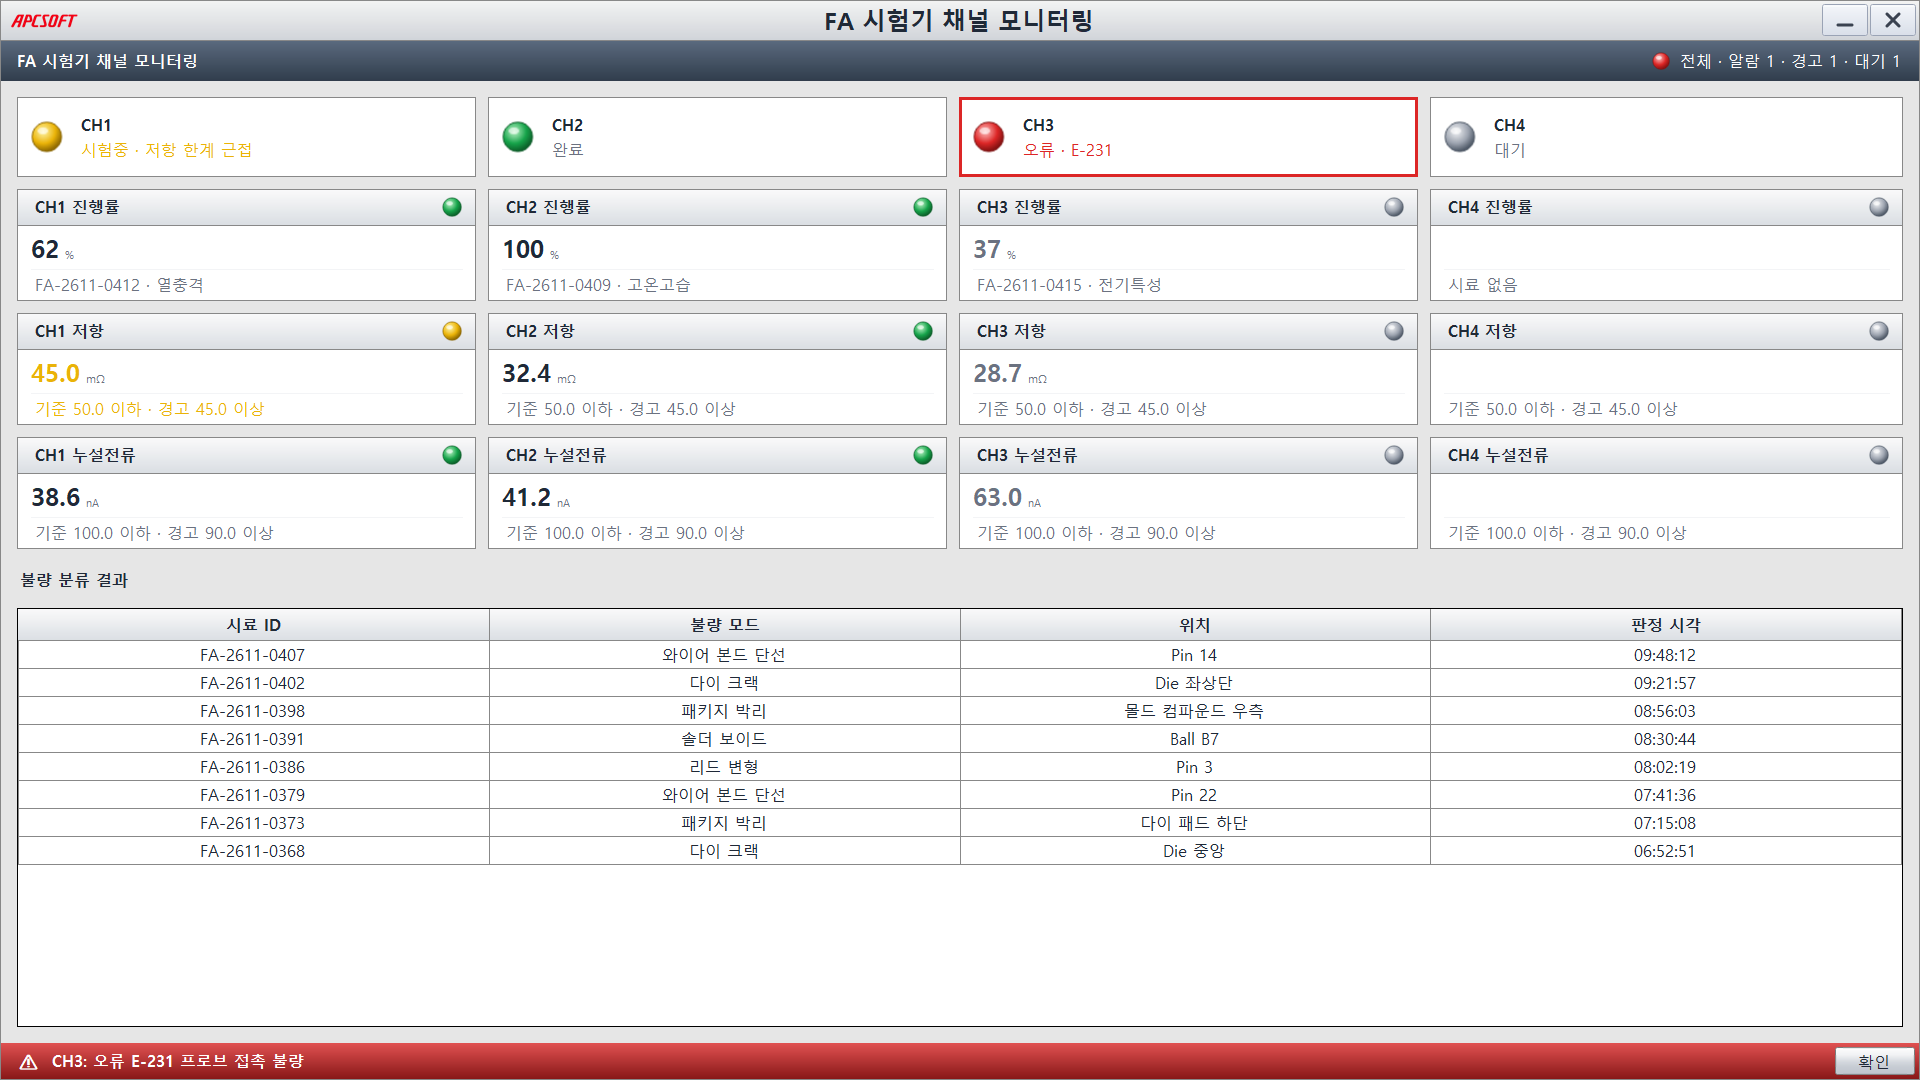 APCSOFT
FA 시험기 채널 모니터링
FA 시험기 채널 모니터링
전체 · 알람 1 · 경고 1 · 대기 1
CH1
시험중 · 저항 한계 근접
CH2
완료
CH3
오류 · E-231
CH4
대기
CH1 진행률
62 %
FA-2611-0412 · 열충격
CH2 진행률
100 %
FA-2611-0409 · 고온고습
CH3 진행률
37 %
FA-2611-0415 · 전기특성
CH4 진행률
시료 없음
CH1 저항
45.0 mΩ
기준 50.0 이하 · 경고 45.0 이상
CH2 저항
32.4 mΩ
기준 50.0 이하 · 경고 45.0 이상
CH3 저항
28.7 mΩ
기준 50.0 이하 · 경고 45.0 이상
CH4 저항
기준 50.0 이하 · 경고 45.0 이상
CH1 누설전류
38.6 nA
기준 100.0 이하 · 경고 90.0 이상
CH2 누설전류
41.2 nA
기준 100.0 이하 · 경고 90.0 이상
CH3 누설전류
63.0 nA
기준 100.0 이하 · 경고 90.0 이상
CH4 누설전류
기준 100.0 이하 · 경고 90.0 이상
불량 분류 결과
시료 ID 불량 모드 위치 판정 시각
FA-2611-0407 와이어 본드 단선 Pin 14 09:48:12
FA-2611-0402 다이 크랙 Die 좌상단 09:21:57
FA-2611-0398 패키지 박리 몰드 컴파운드 우측 08:56:03
FA-2611-0391 솔더 보이드 Ball B7 08:30:44
FA-2611-0386 리드 변형 Pin 3 08:02:19
FA-2611-0379 와이어 본드 단선 Pin 22 07:41:36
FA-2611-0373 패키지 박리 다이 패드 하단 07:15:08
FA-2611-0368 다이 크랙 Die 중앙 06:52:51
CH3: 오류 E-231 프로브 접촉 불량
확인